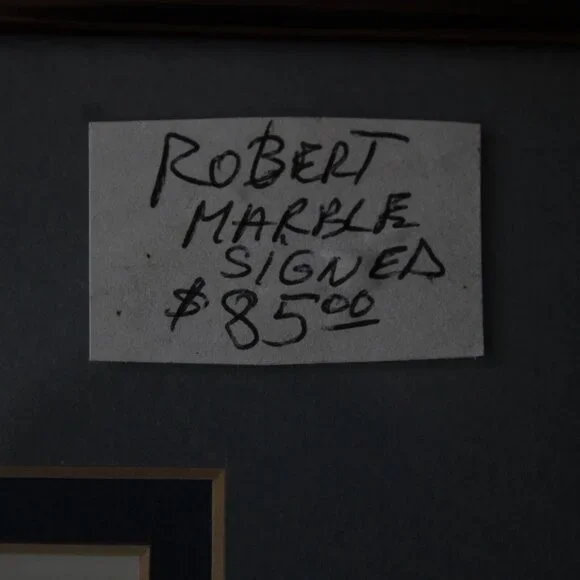 ROBERT
MARBLE
SIGNED
$8500